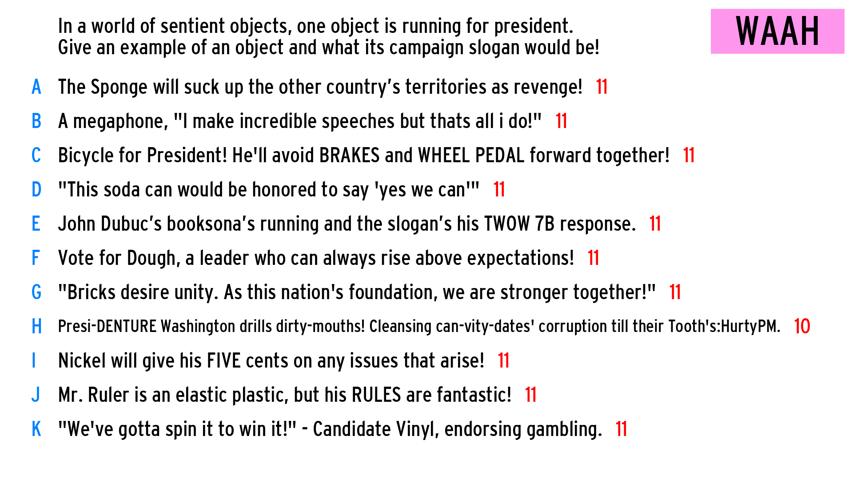 In a world of sentient objects, one object is running for president.
Give an example of an object and what its campaign slogan would be!
WAAH
A The Sponge will suck up the other country's territories as revenge! 11
B A megaphone, "I make incredible speeches but thats all i do!" 11
C Bicycle for President! He'll avoid BRAKES and WHEEL PEDAL forward together! 11
D "This soda can would be honored to say 'yes we can'" 11
E John Dubuc's booksona's running and the slogan's his TWOW 7B response. 11
F Vote for Dough, a leader who can always rise above expectations! 11
G "Bricks desire unity. As this nation's foundation, we are stronger together!" 11
H Presi-DENTURE Washington drills dirty-mouths! Cleansing can-vity-dates' corruption till their Tooth's:HurtyPM. 10
I Nickel will give his FIVE cents on any issues that arise! 11
J Mr. Ruler is an elastic plastic, but his RULES are fantastic! 11
K "We've gotta spin it to win it!" - Candidate Vinyl, endorsing gambling. 11